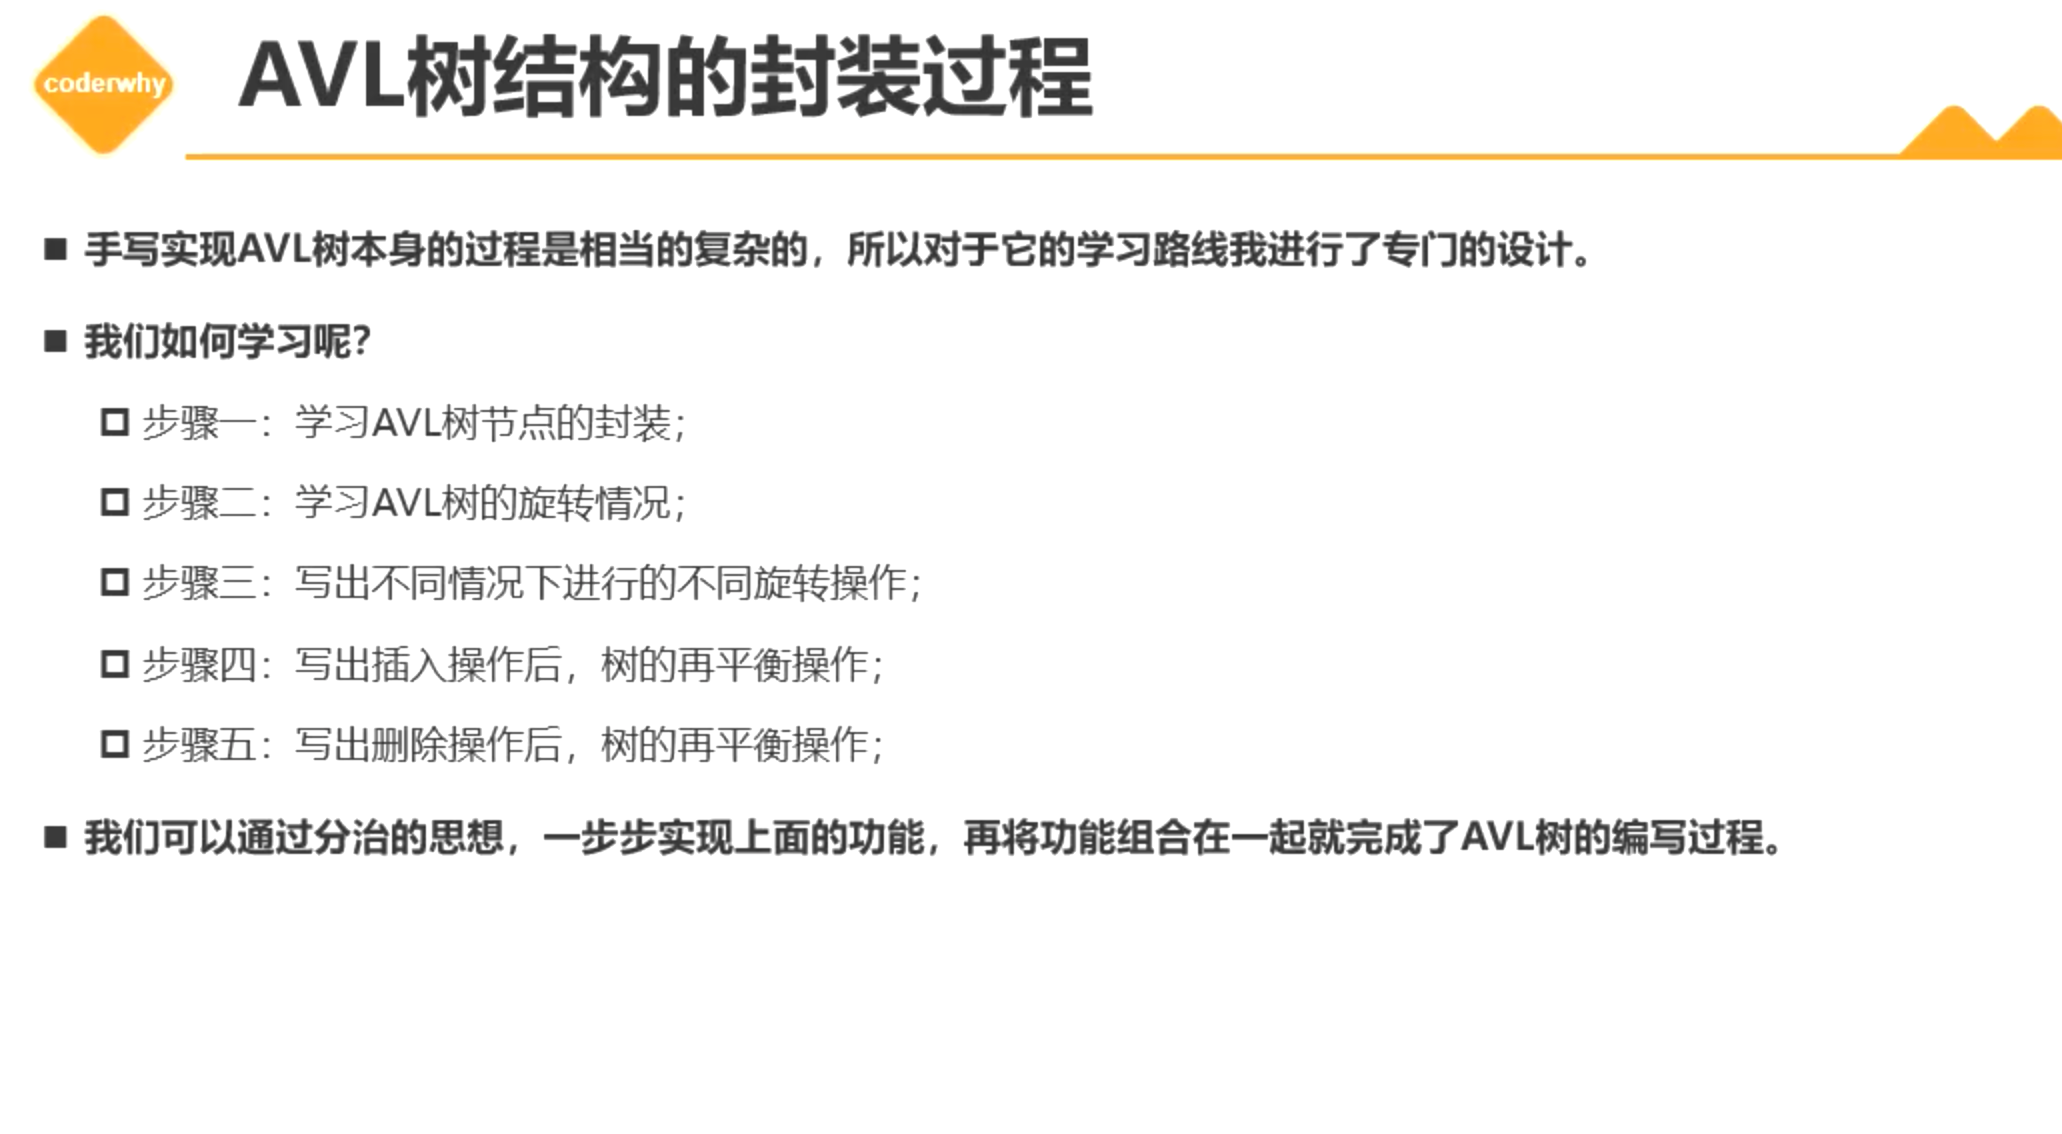 coderwhy
AVL树结构的封装过程
手写实现AVL树本身的过程是相当的复杂的，所以对于它的学习路线我进行了专门的设计。
我们如何学习呢？
步骤一：学习AVL树节点的封装；
步骤二：学习AVL树的旋转情况；
步骤三：写出不同情况下进行的不同旋转操作；
步骤四：写出插入操作后，树的再平衡操作；
步骤五：写出删除操作后，树的再平衡操作；
我们可以通过分治的思想，一步步实现上面的功能，再将功能组合在一起就完成了AVL树的编写过程。